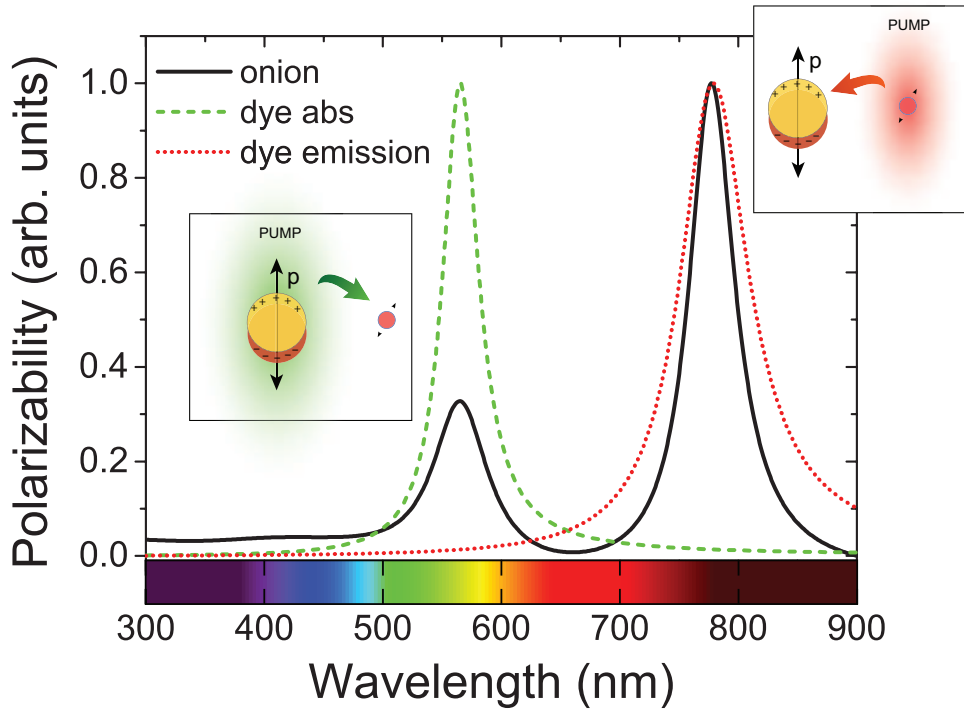 PUMP
p
onion
dye abs
dye emission
PUMP
p
Polarizability (arb. units)
1.0
0.8
0.6
0.4
0.2
0.0
300 400 500 600 700 800 900
Wavelength (nm)